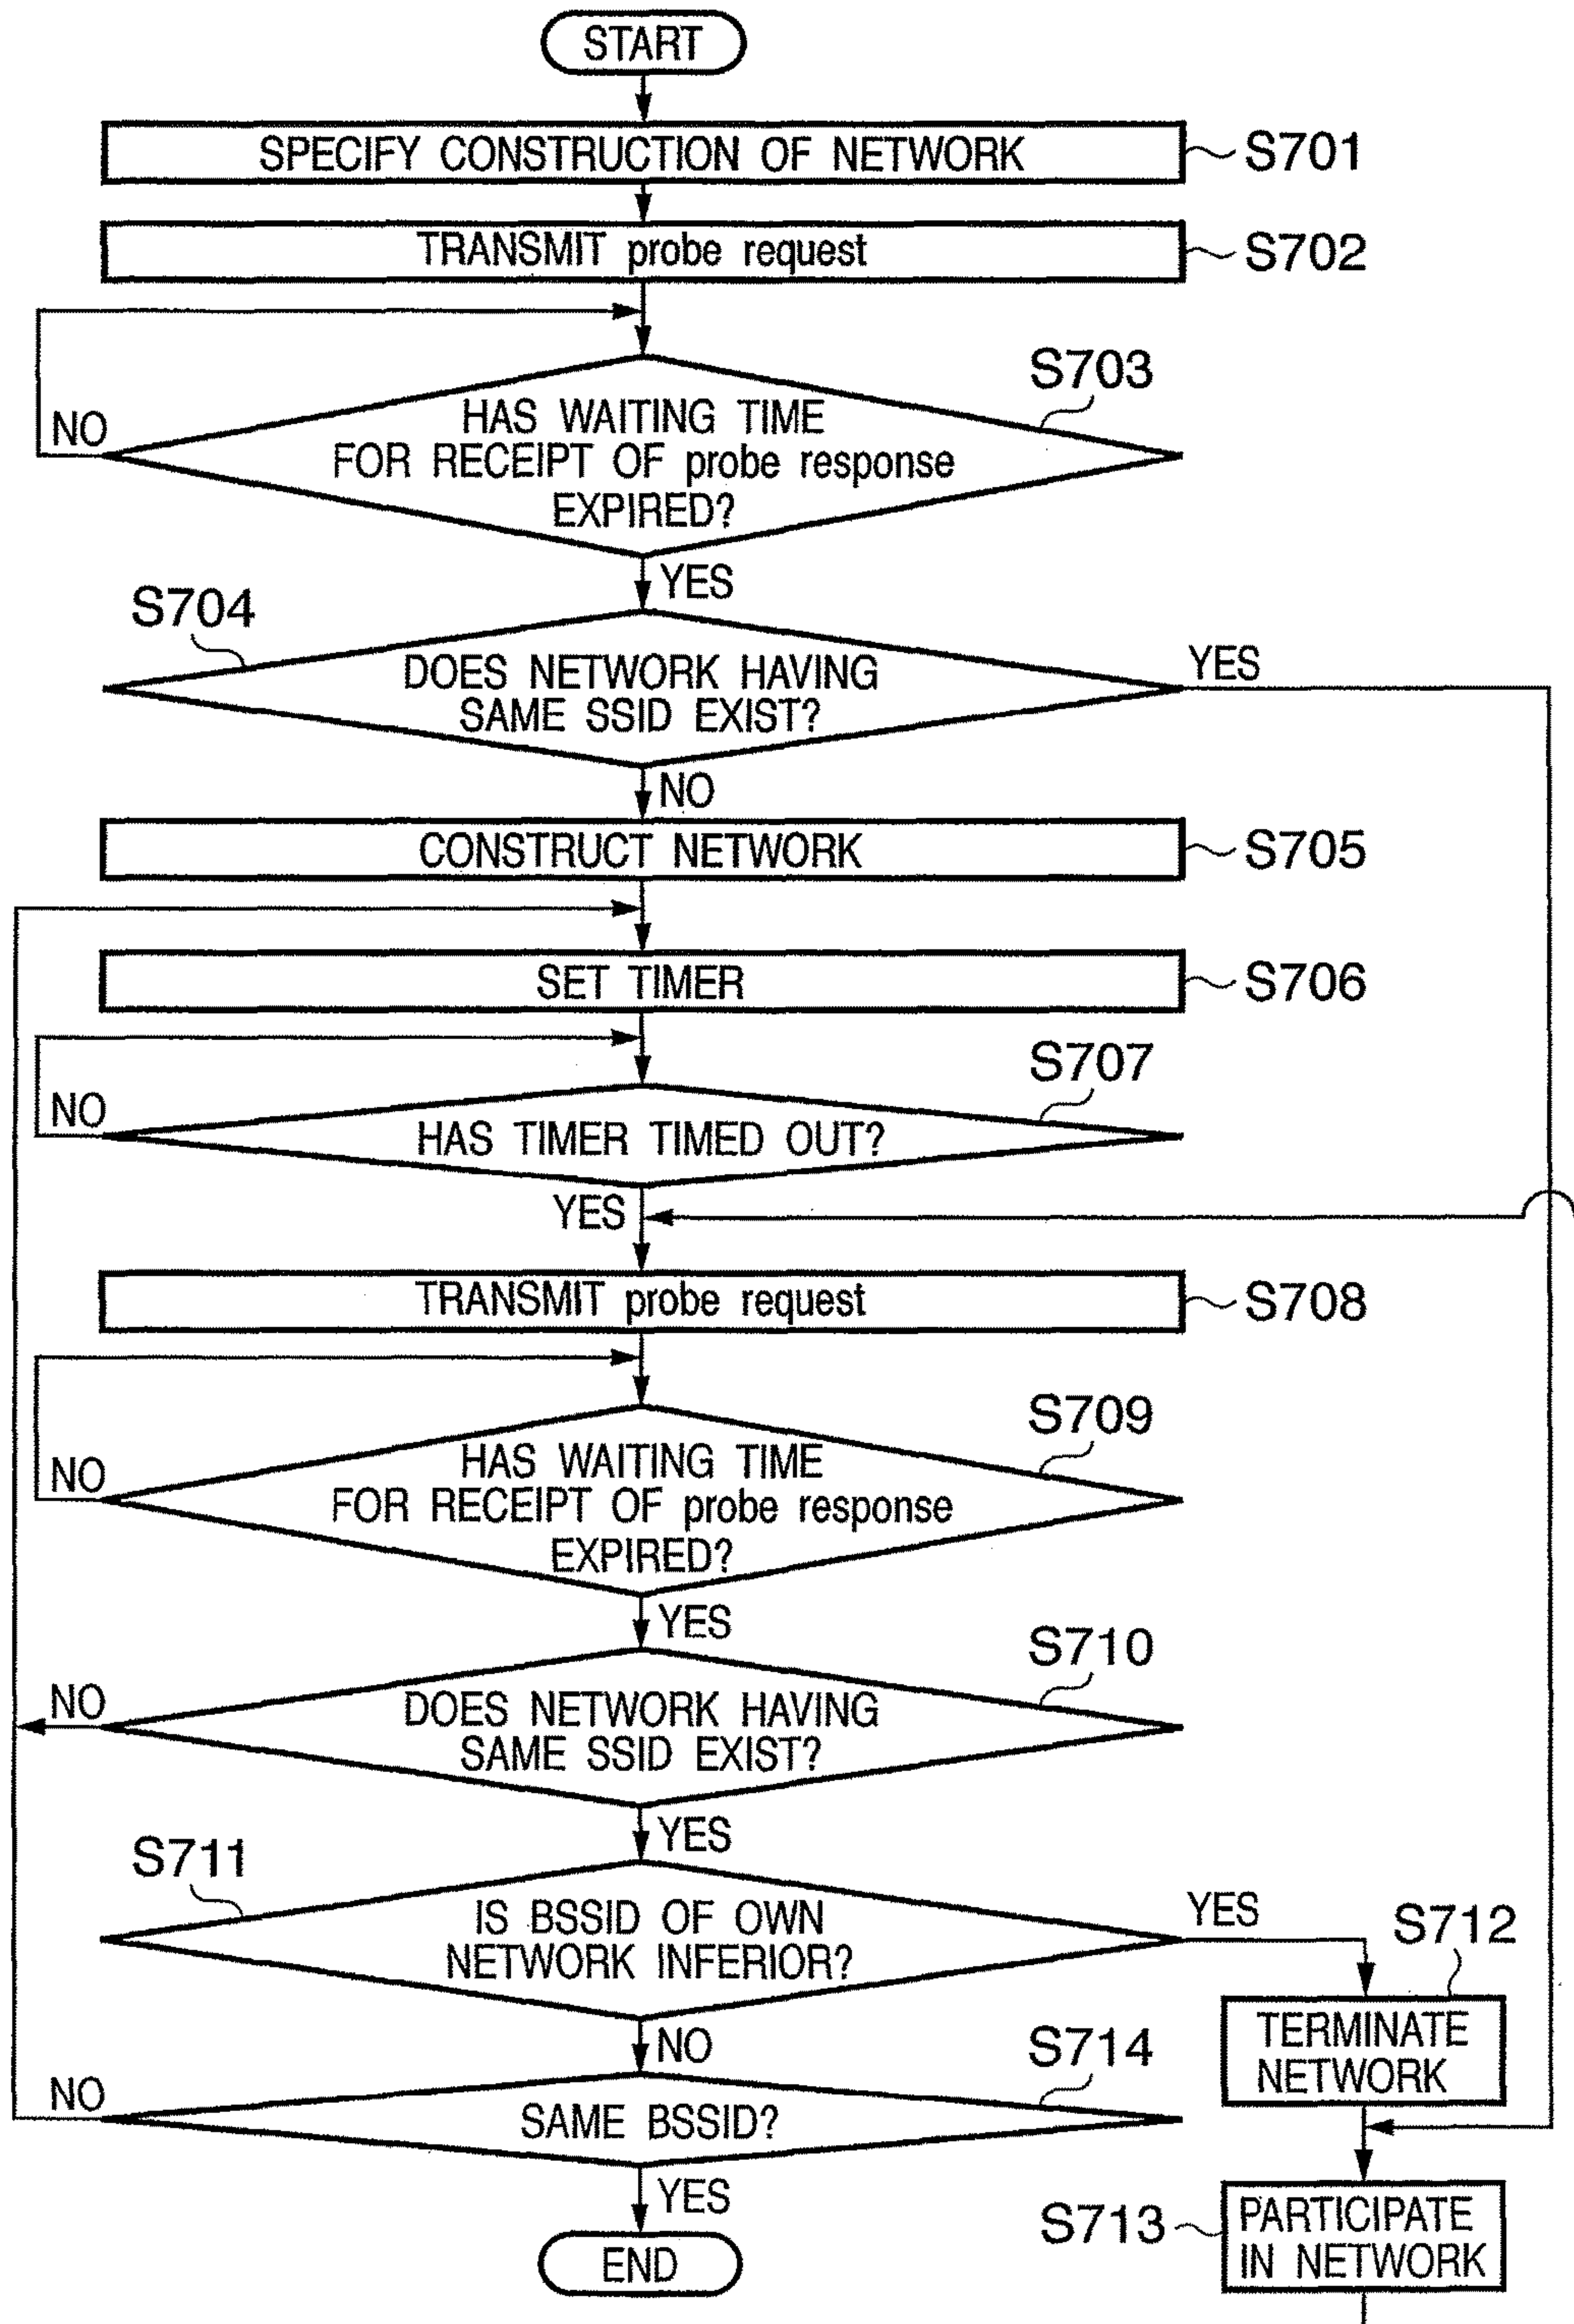 START
SPECIFY CONSTRUCTION OF NETWORK
S701
TRANSMIT probe request
S702
S703
HAS WAITING TIME
FOR RECEIPT OF probe response
EXPIRED?
NO
YES
S704
DOES NETWORK HAVING
SAME SSID EXIST?
YES
NO
CONSTRUCT NETWORK
S705
SET TIMER
S706
S707
HAS TIMER TIMED OUT?
NO
YES
TRANSMIT probe request
S708
S709
HAS WAITING TIME
FOR RECEIPT OF probe response
EXPIRED?
NO
YES
S710
DOES NETWORK HAVING
SAME SSID EXIST?
NO
YES
S711
IS BSSID OF OWN
NETWORK INFERIOR?
YES
NO
S712
TERMINATE
NETWORK
S714
SAME BSSID?
NO
YES
S713
PARTICIPATE
IN NETWORK
END